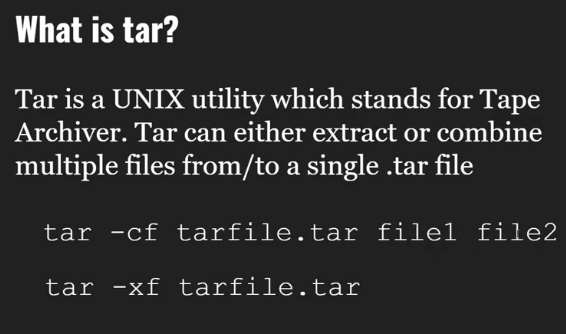 What is tar?
Tar is a UNIX utility which stands for Tape
Archiver. Tar can either extract or combine
multiple files from/to a single .tar file
tar -cf tarfile.tar file1 file2
tar -xf tarfile.tar